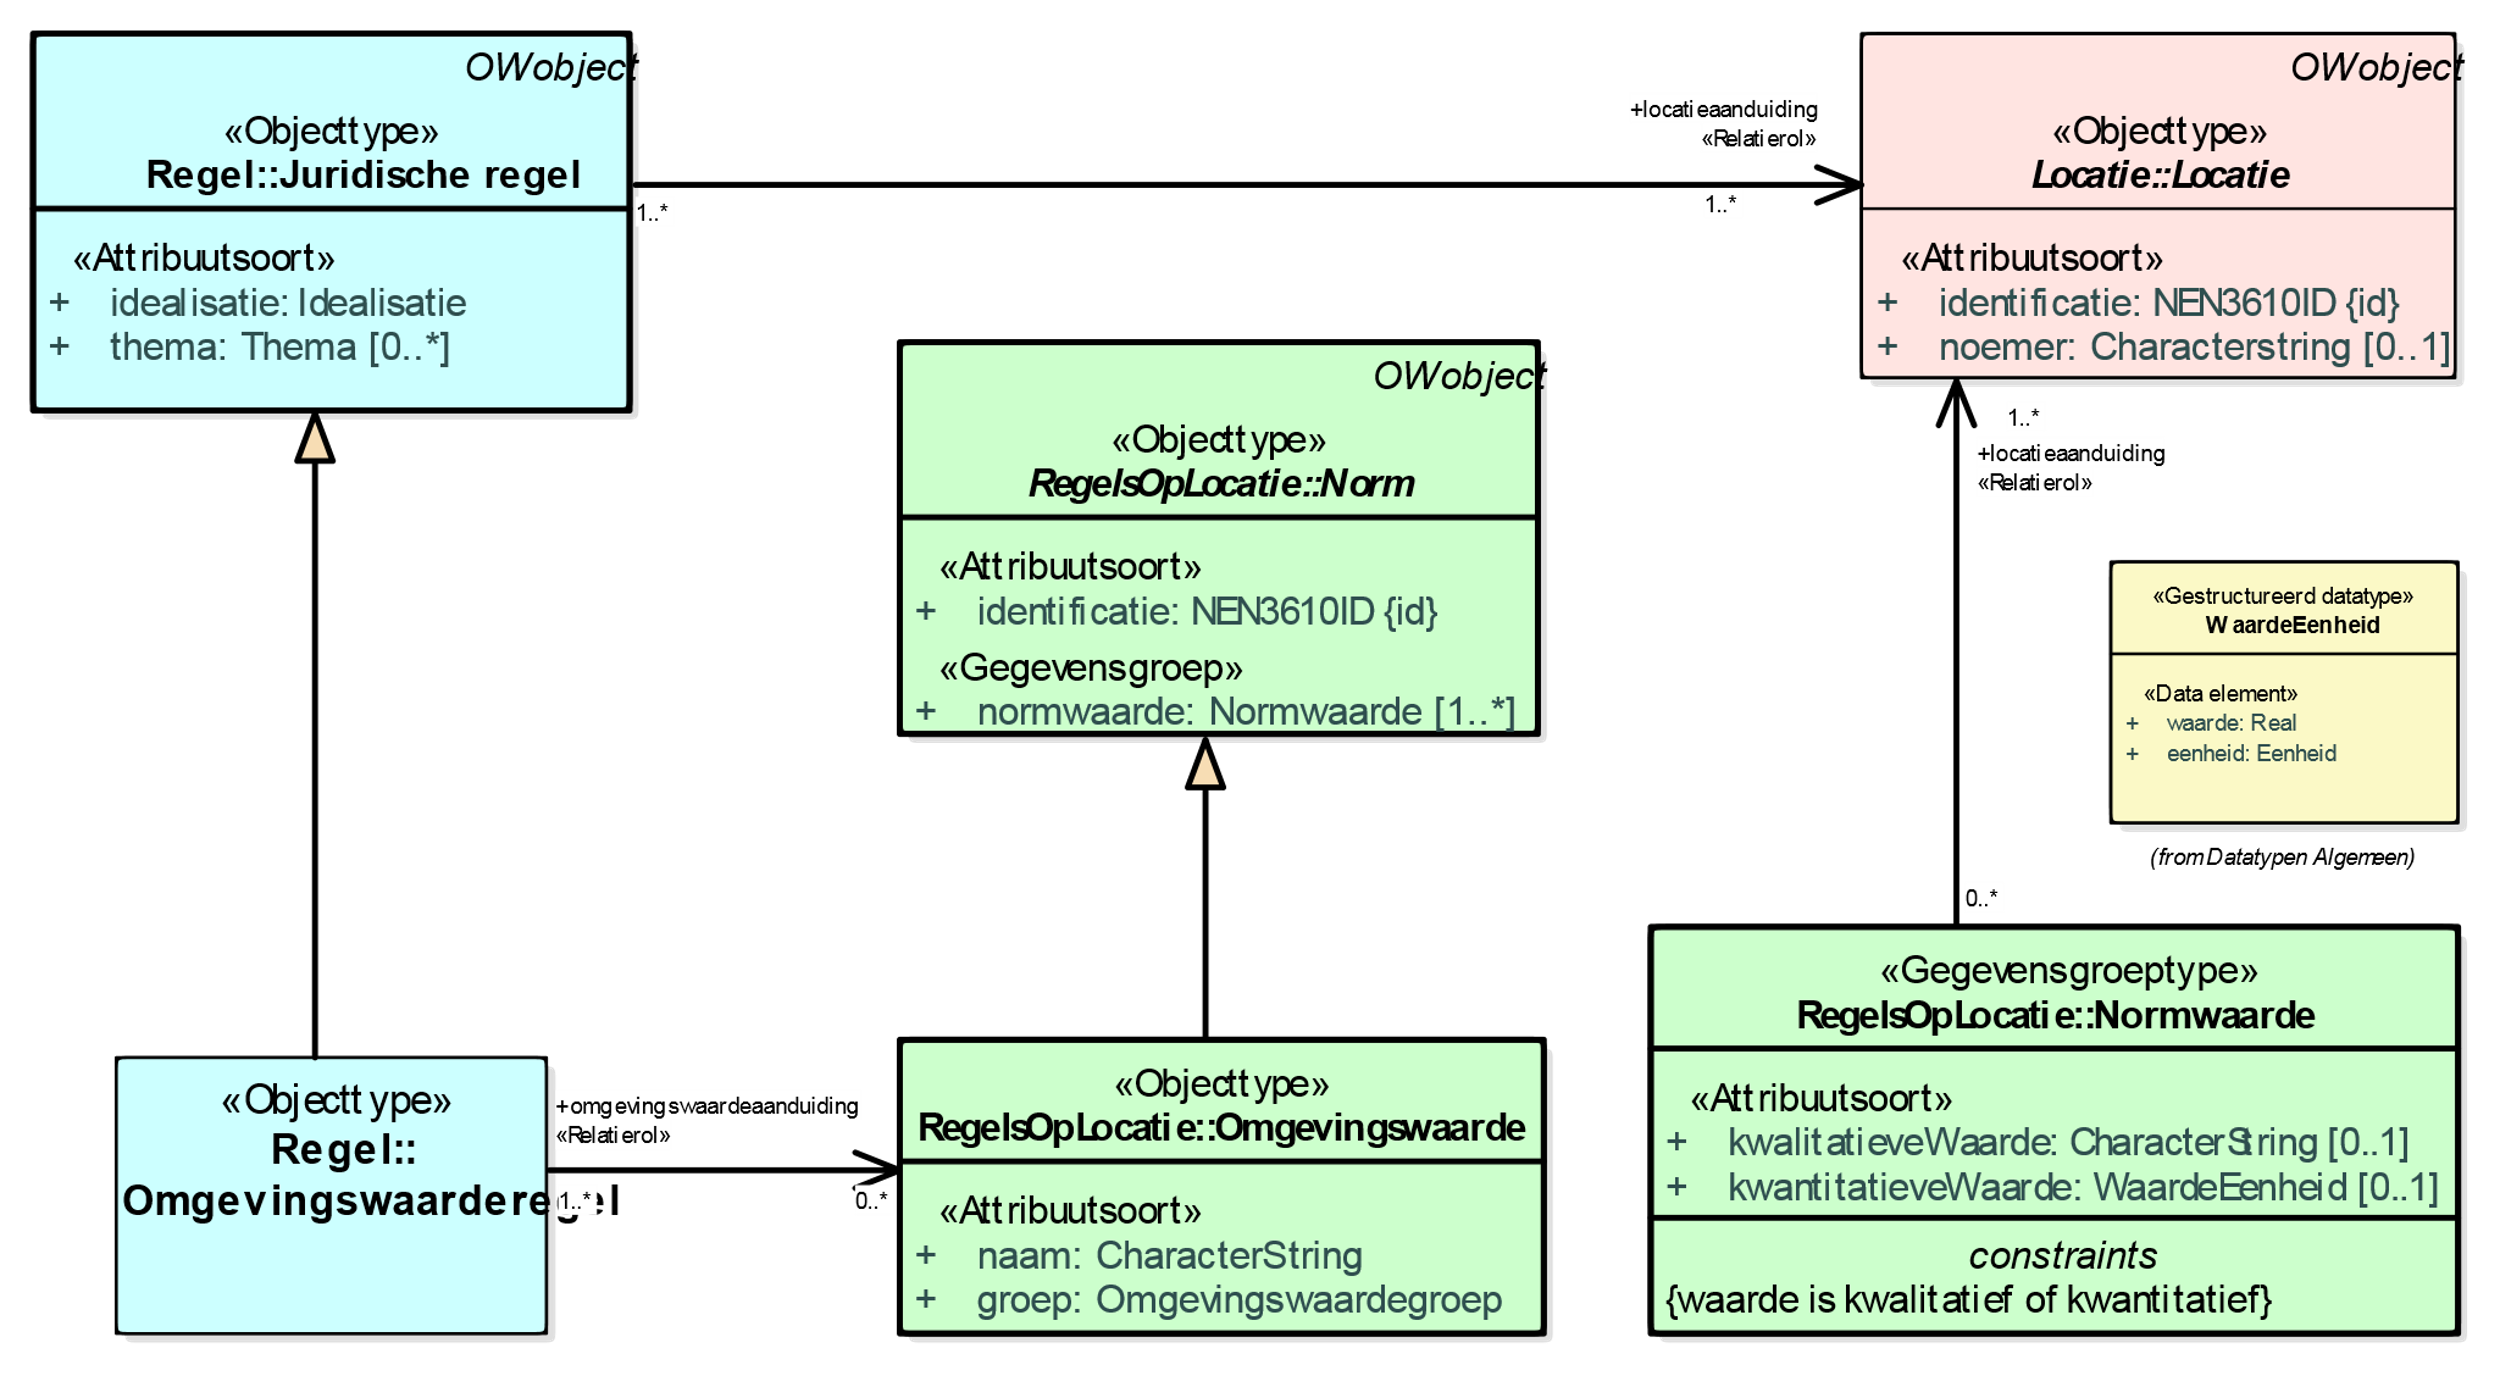 OWobject
«Objecttype»
Regel::Juridische regel
«Attribuutsoort»
+ idealisatie: Idealisatie
+ thema: Thema [0..*]
1..*
+locatieaanduiding
«Relatierol»
1..*
OWobject
«Objecttype»
Locatie::Locatie
«Attribuutsoort»
+ identificatie: NEN3610ID {id}
+ noemer: Characterstring [0..1]
OWobject
«Objecttype»
RegelsOpLocatie::Norm
«Attribuutsoort»
+ identificatie: NEN3610ID {id}
«Gegevensgroep»
+ normwaarde: Normwaarde [1..*]
1..*
+locatieaanduiding
«Relatierol»
0..*
«Gestructureerd datatype»
WaardeEenheid
«Data element»
+ waarde: Real
+ eenheid: Eenheid
(from Datatypen Algemeen)
«Objecttype»
Regel::
Omgevingswaarderegel
+omgevingswaardeaanduiding
«Relatierol»
1..*
0..*
«Objecttype»
RegelsOpLocatie::Omgevingswaarde
«Attribuutsoort»
+ naam: CharacterString
+ groep: Omgevingswaardegroep
«Gegevensgroeptype»
RegelsOpLocatie::Normwaarde
«Attribuutsoort»
+ kwalitatieveWaarde: CharacterString [0..1]
+ kwantitatieveWaarde: WaardeEenheid [0..1]
constraints
{waarde is kwalitatief of kwantitatief}